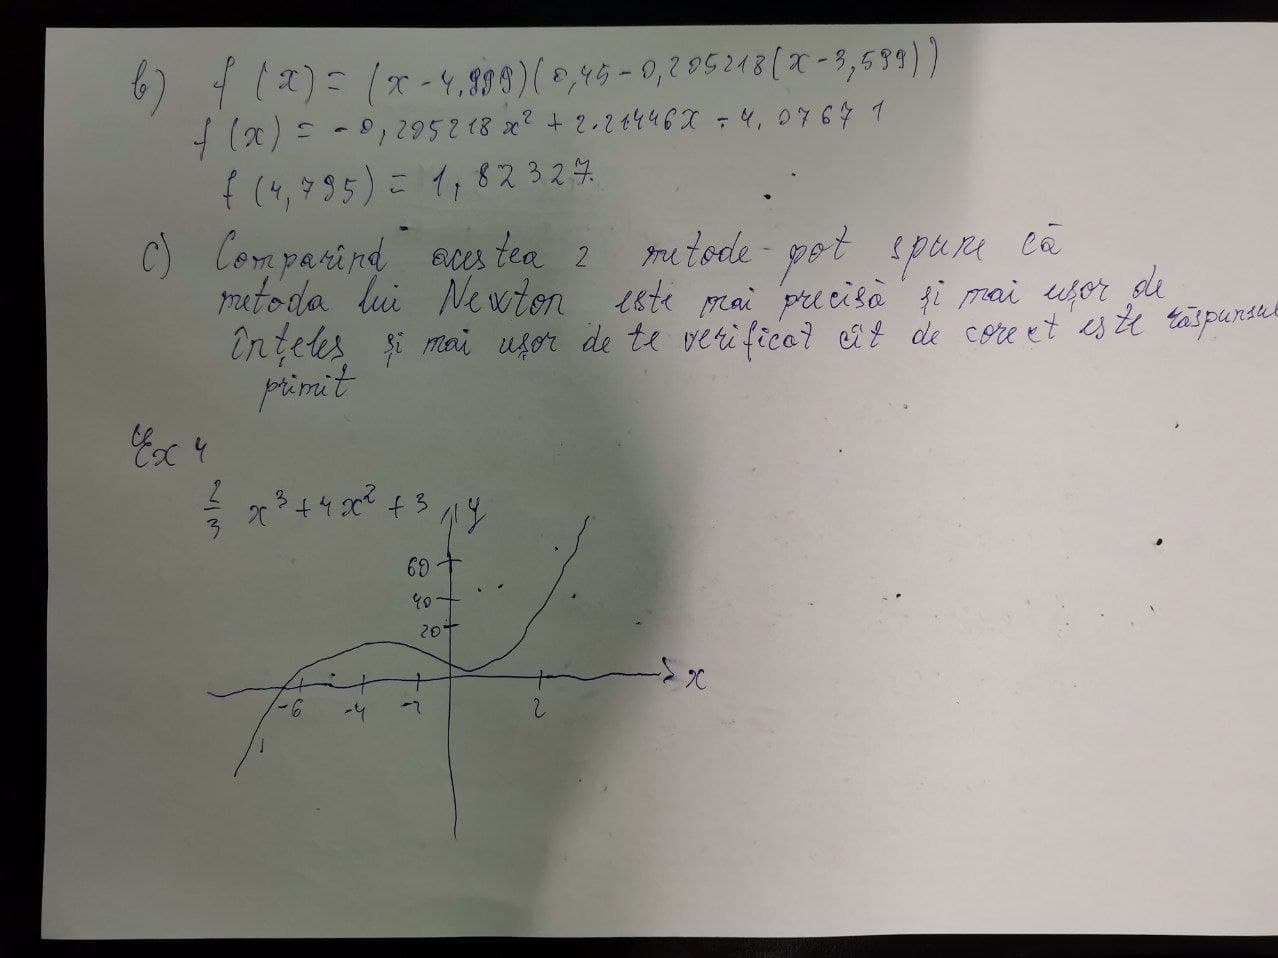 b) f(x) = (x - 4,999)(0,45 - 0,205218(x - 3,599))
f(x) = -0,205218x² + 2.21446x - 4,07671
f(4,795) = 1,82327.
c) Comparînd acestea 2 metode pot spune că
metoda lui Newton este mai precisă și mai ușor de
înțeles și mai ușor de te verificat cît de corect este răspunsul
primit
Ex 4
2/3 x³ + 4x² + 3
y
60
40
20
-6 -4 -2 2 x